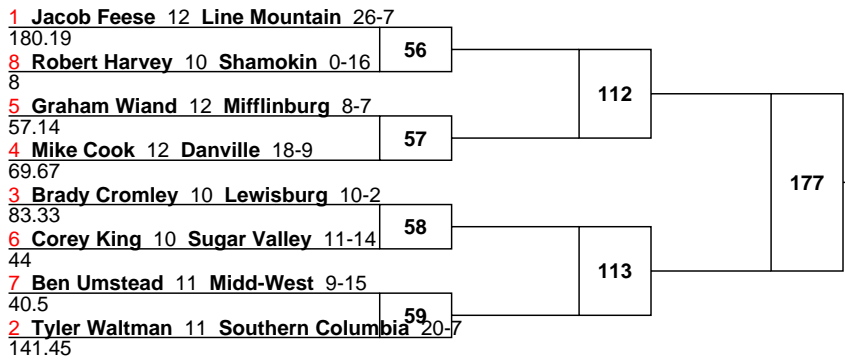 1 Jacob Feese 12 Line Mountain 26-7
180.19
56
8 Robert Harvey 10 Shamokin 0-16
8
112
5 Graham Wiand 12 Mifflinburg 8-7
57.14
57
4 Mike Cook 12 Danville 18-9
69.67
177
3 Brady Cromley 10 Lewisburg 10-2
83.33
58
6 Corey King 10 Sugar Valley 11-14
44
113
7 Ben Umstead 11 Midd-West 9-15
40.5
59
2 Tyler Waltman 11 Southern Columbia 20-7
141.45